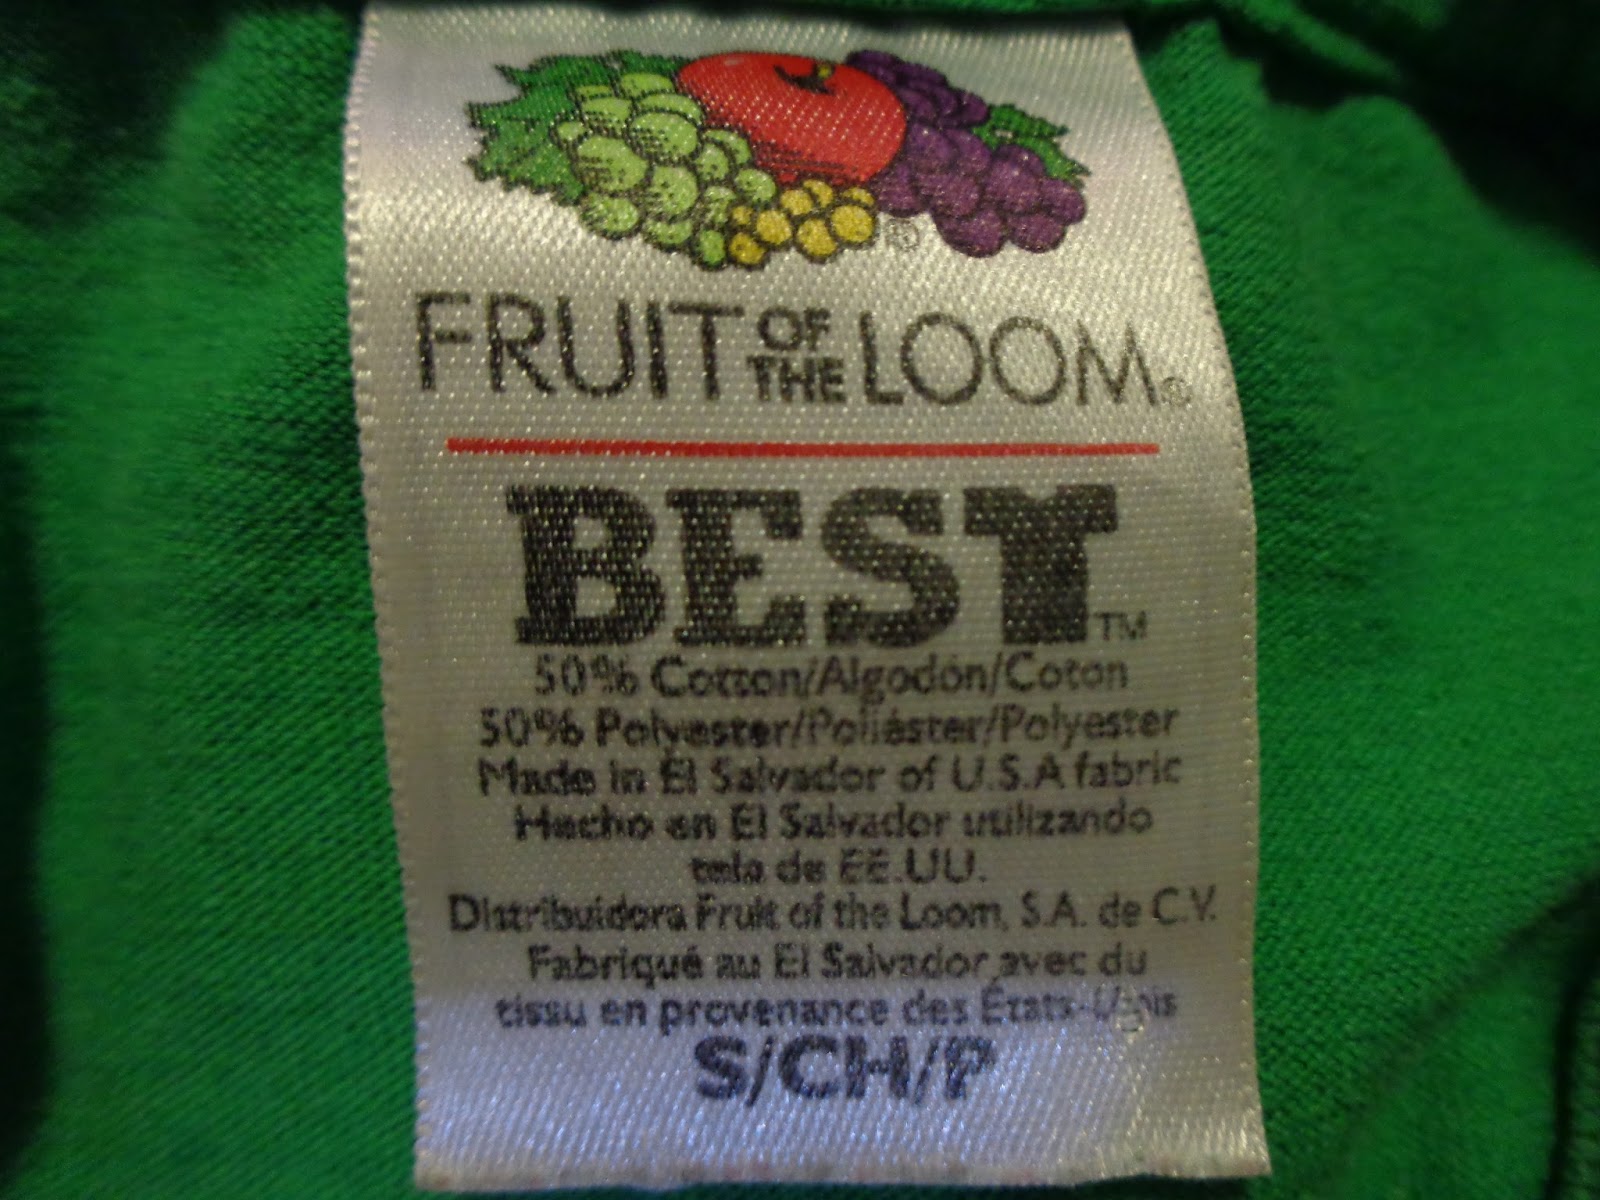 ®
FRUIT OF THE LOOM®
BEST™
50% Cotton/Algodón/Coton
50% Polyester/Poliéster/Polyester
Made in El Salvador of U.S.A fabric
Hecho en El Salvador utilizando
tela de EE.UU.
Distribuidora Fruit of the Loom, S.A. de C.V.
Fabriqué au El Salvador avec du
tissu en provenance des États-Unis
S/CH/P